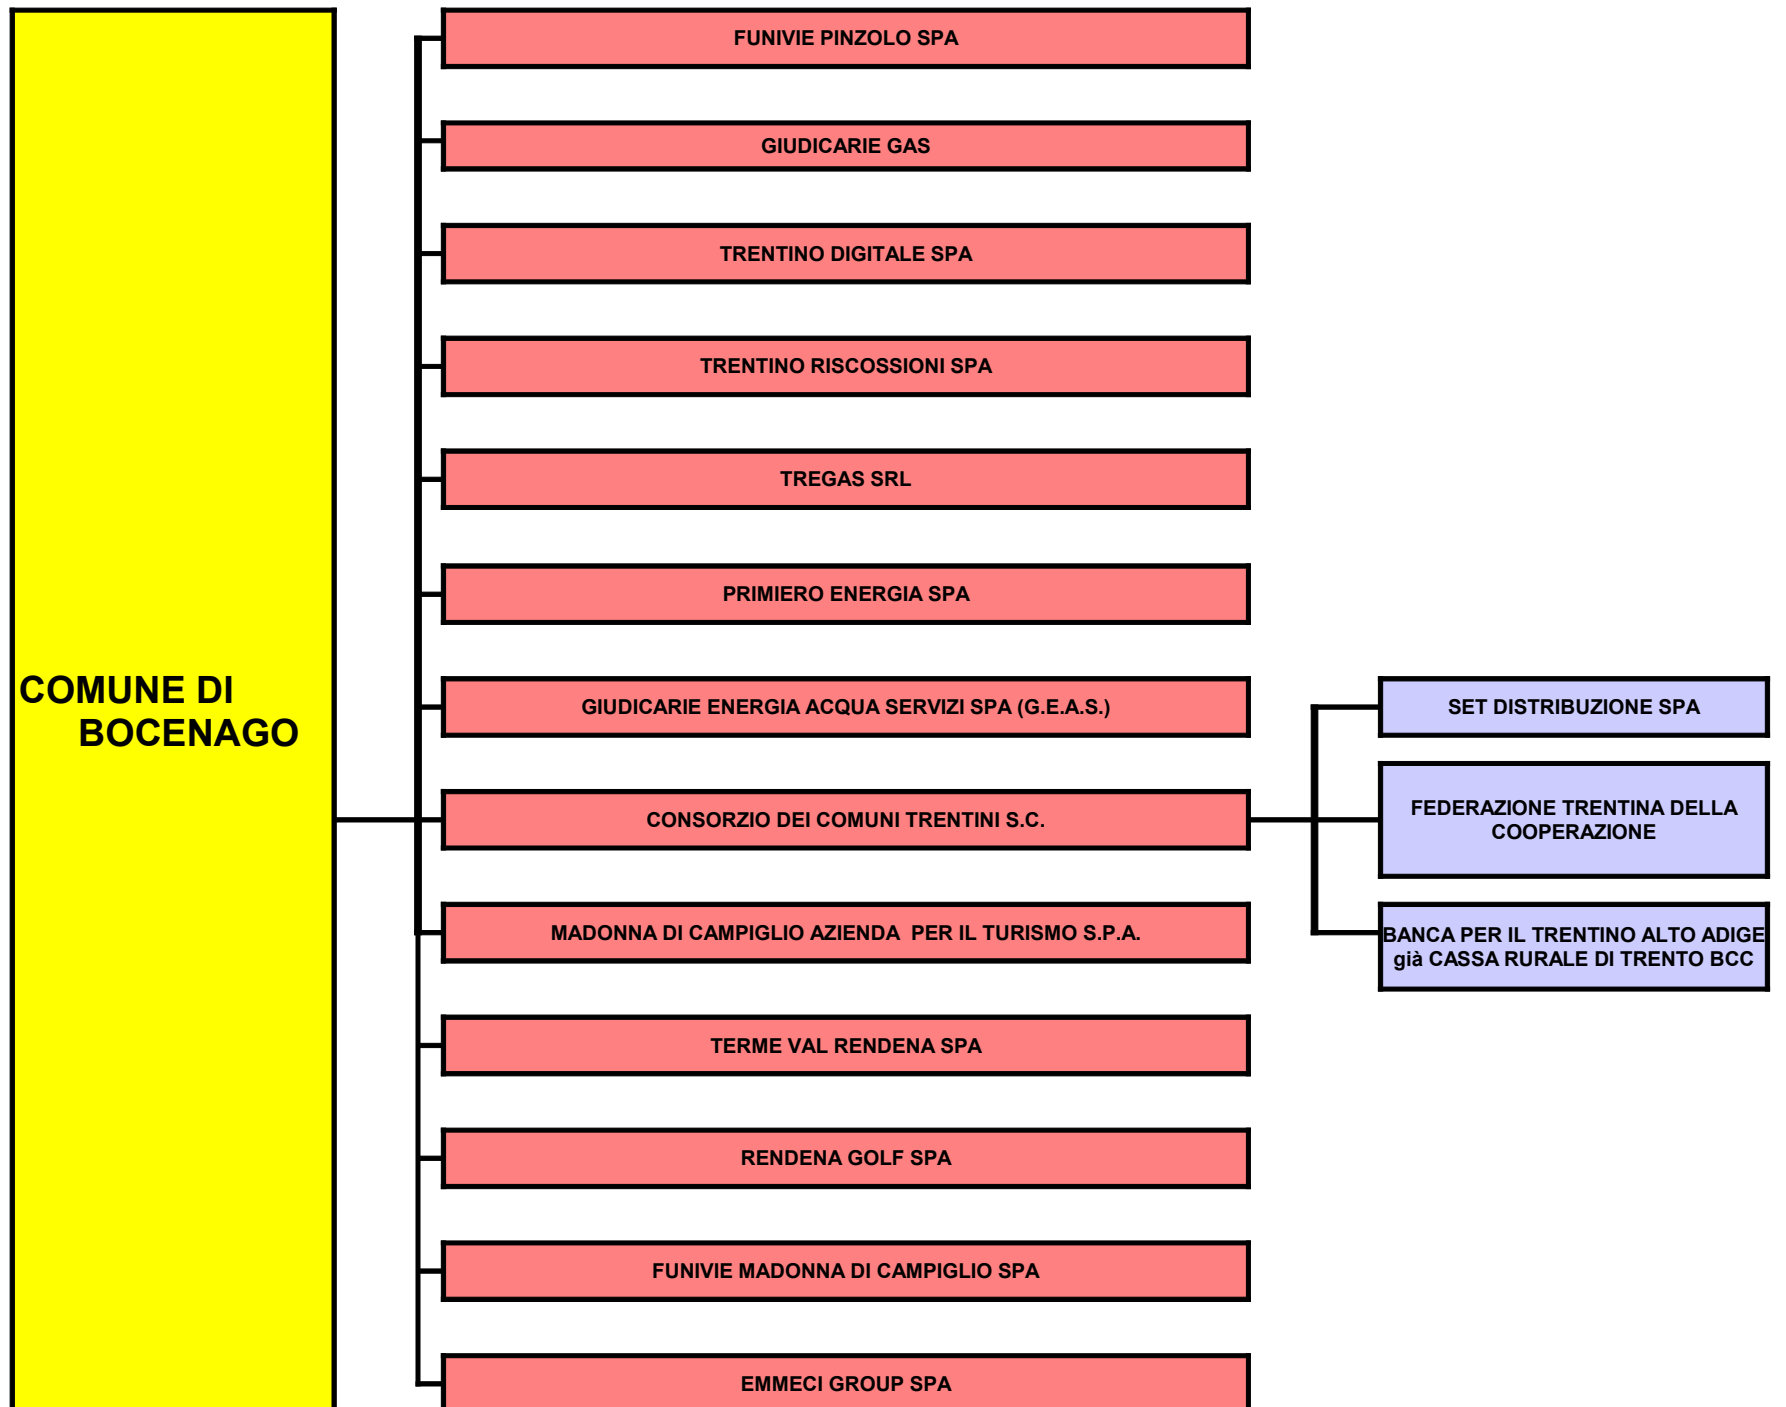 COMUNE DI
BOCENAGO
FUNIVIE PINZOLO SPA
GIUDICARIE GAS
TRENTINO DIGITALE SPA
TRENTINO RISCOSSIONI SPA
TREGAS SRL
PRIMIERO ENERGIA SPA
GIUDICARIE ENERGIA ACQUA SERVIZI SPA (G.E.A.S.)
CONSORZIO DEI COMUNI TRENTINI S.C.
MADONNA DI CAMPIGLIO AZIENDA  PER IL TURISMO S.P.A.
TERME VAL RENDENA SPA
RENDENA GOLF SPA
FUNIVIE MADONNA DI CAMPIGLIO SPA
EMMECI GROUP SPA
SET DISTRIBUZIONE SPA
FEDERAZIONE TRENTINA DELLA
COOPERAZIONE
BANCA PER IL TRENTINO ALTO ADIGE
già CASSA RURALE DI TRENTO BCC